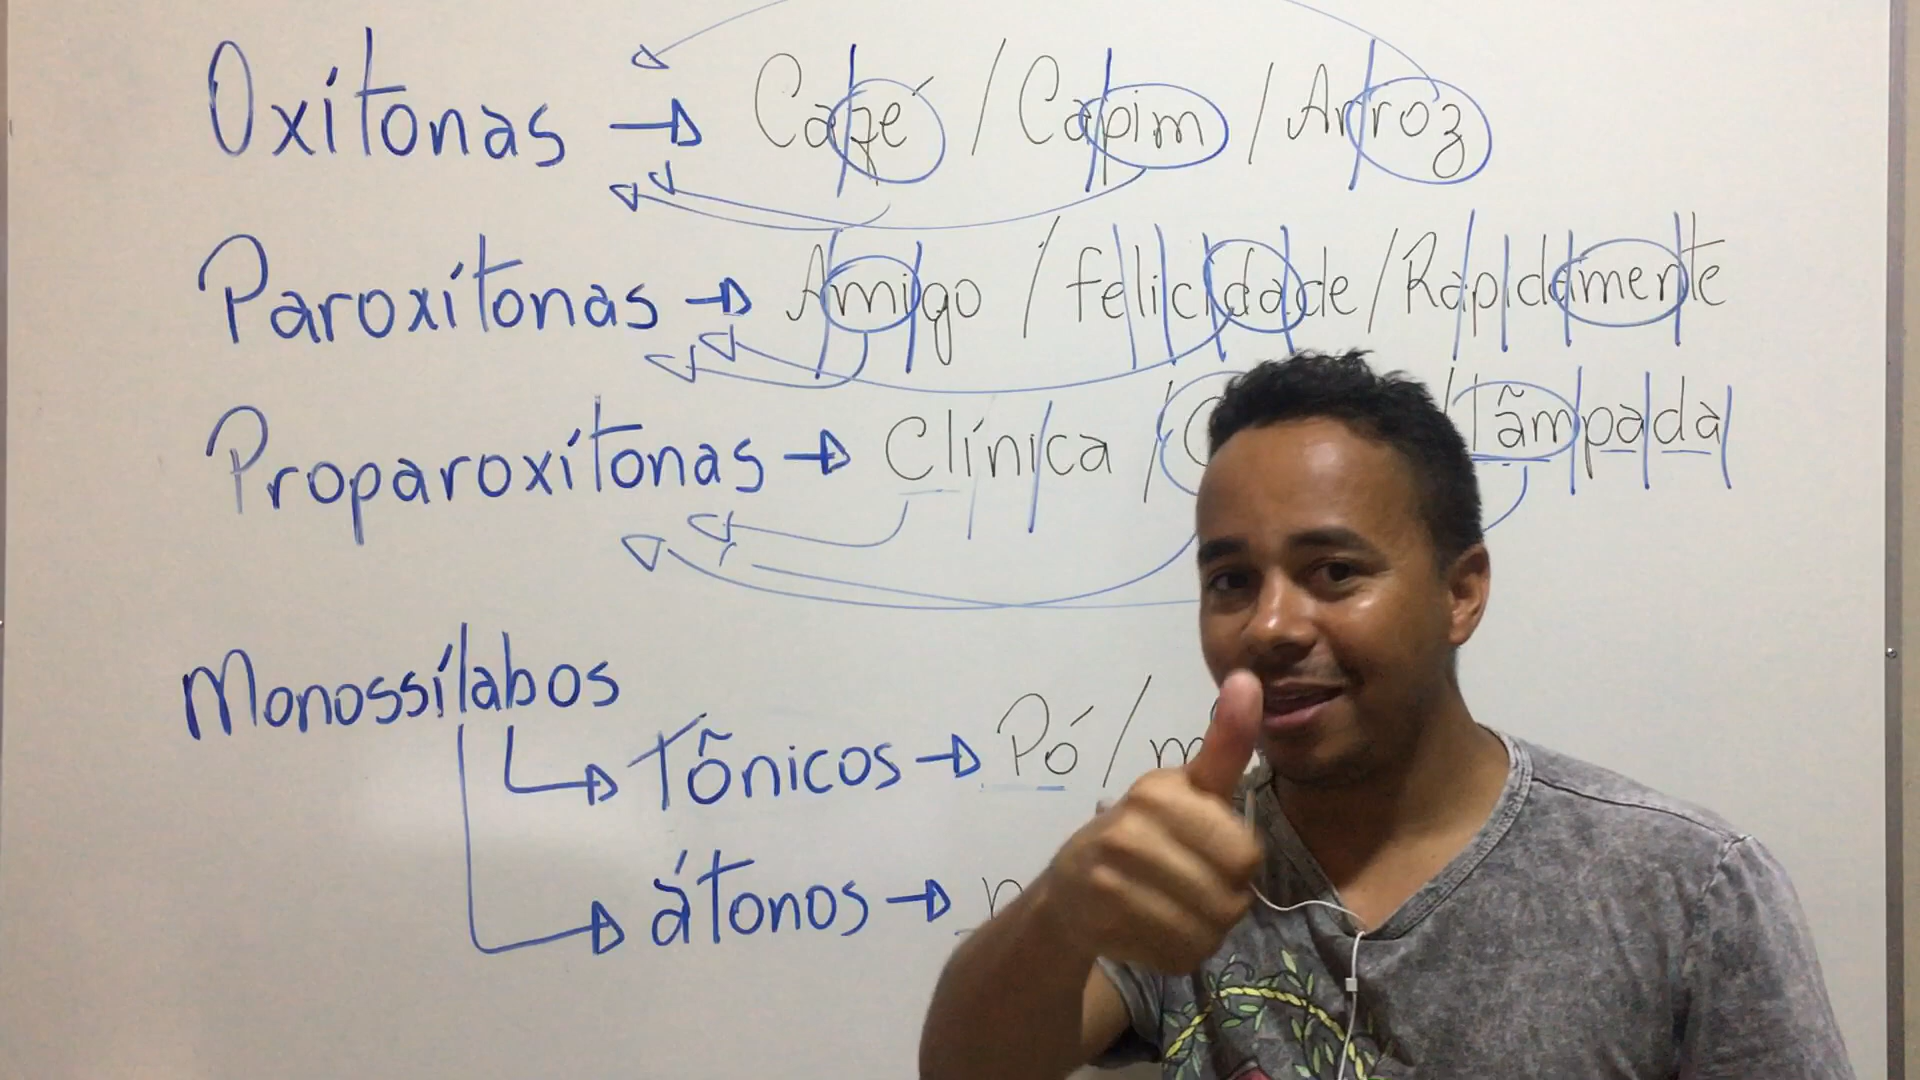 Oxítonas → Café / Capim / Arroz
Paroxítonas → Amigo / felicidade / Rapidamente
Proparoxítonas → Clínica / / lâmpada
Monossílabos
Tônicos → Pó /
átonos →